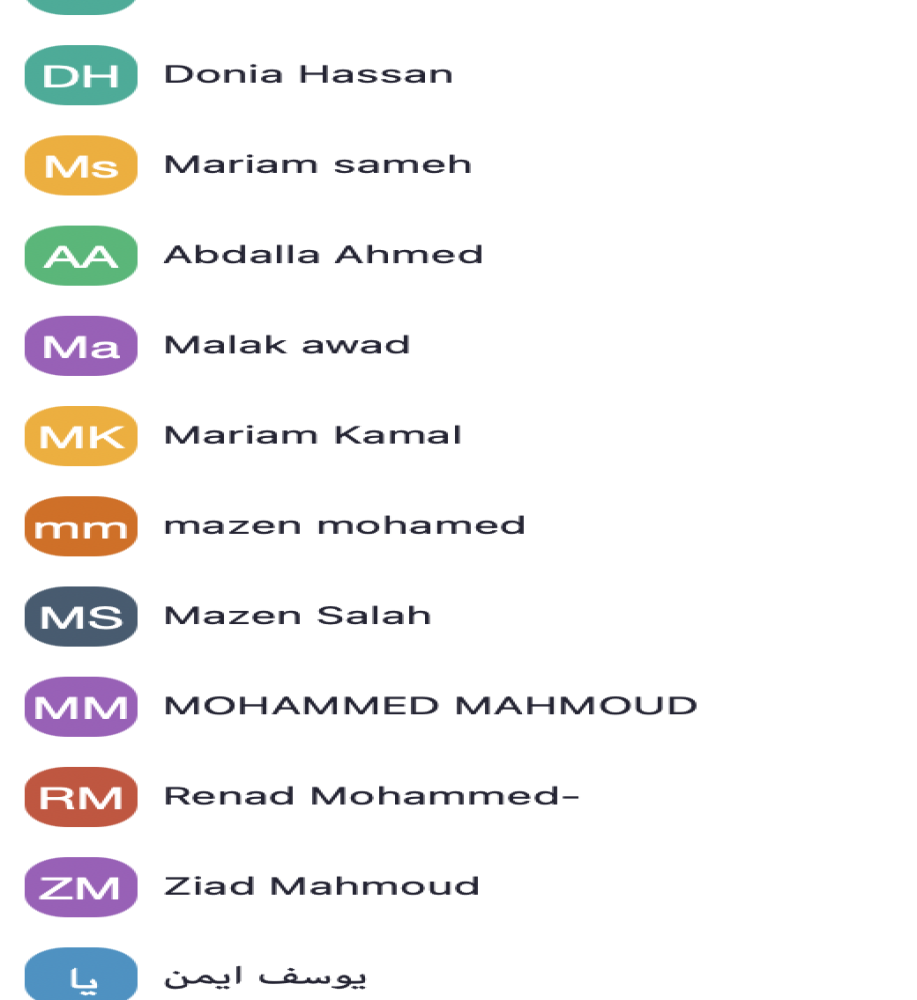 DH Donia Hassan
Ms Mariam sameh
AA Abdalla Ahmed
Ma Malak awad
MK Mariam Kamal
mm mazen mohamed
MS Mazen Salah
MM MOHAMMED MAHMOUD
RM Renad Mohammed-
ZM Ziad Mahmoud
يا يوسف ايمن